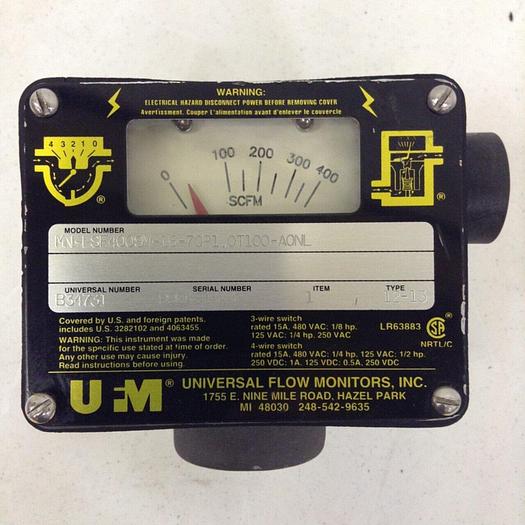 WARNING:
ELECTRICAL HAZARD DISCONNECT POWER BEFORE REMOVING COVER
Avertissement. Couper L'alimentation avant d'enlever le couvercle
4 3 2 1 0
0 100 200 300 400
SCFM
®
®
MODEL NUMBER
UNIVERSAL NUMBER SERIAL NUMBER ITEM TYPE
B34731 1 12-13
Covered by U.S. and foreign patents.
includes U.S. 3282102 and 4063455.
WARNING: This instrument was made
for the specific use stated at time of order.
Any other use may cause injury.
Read instructions before using.
3-wire switch
rated 15A, 480 VAC: 1/8 hp.
125 VAC: 1/4 hp. 250 VAC
4-wire switch
rated 15A, 480 VAC: 1/4 hp. 125 VAC: 1/2 hp.
250 VDC: 1A. 125 VDC: 0.5A, 250 VDC
LR63883
NRTL/C
UFM®
UNIVERSAL FLOW MONITORS, INC.
1755 E. NINE MILE ROAD, HAZEL PARK
MI 48030 248-542-9635